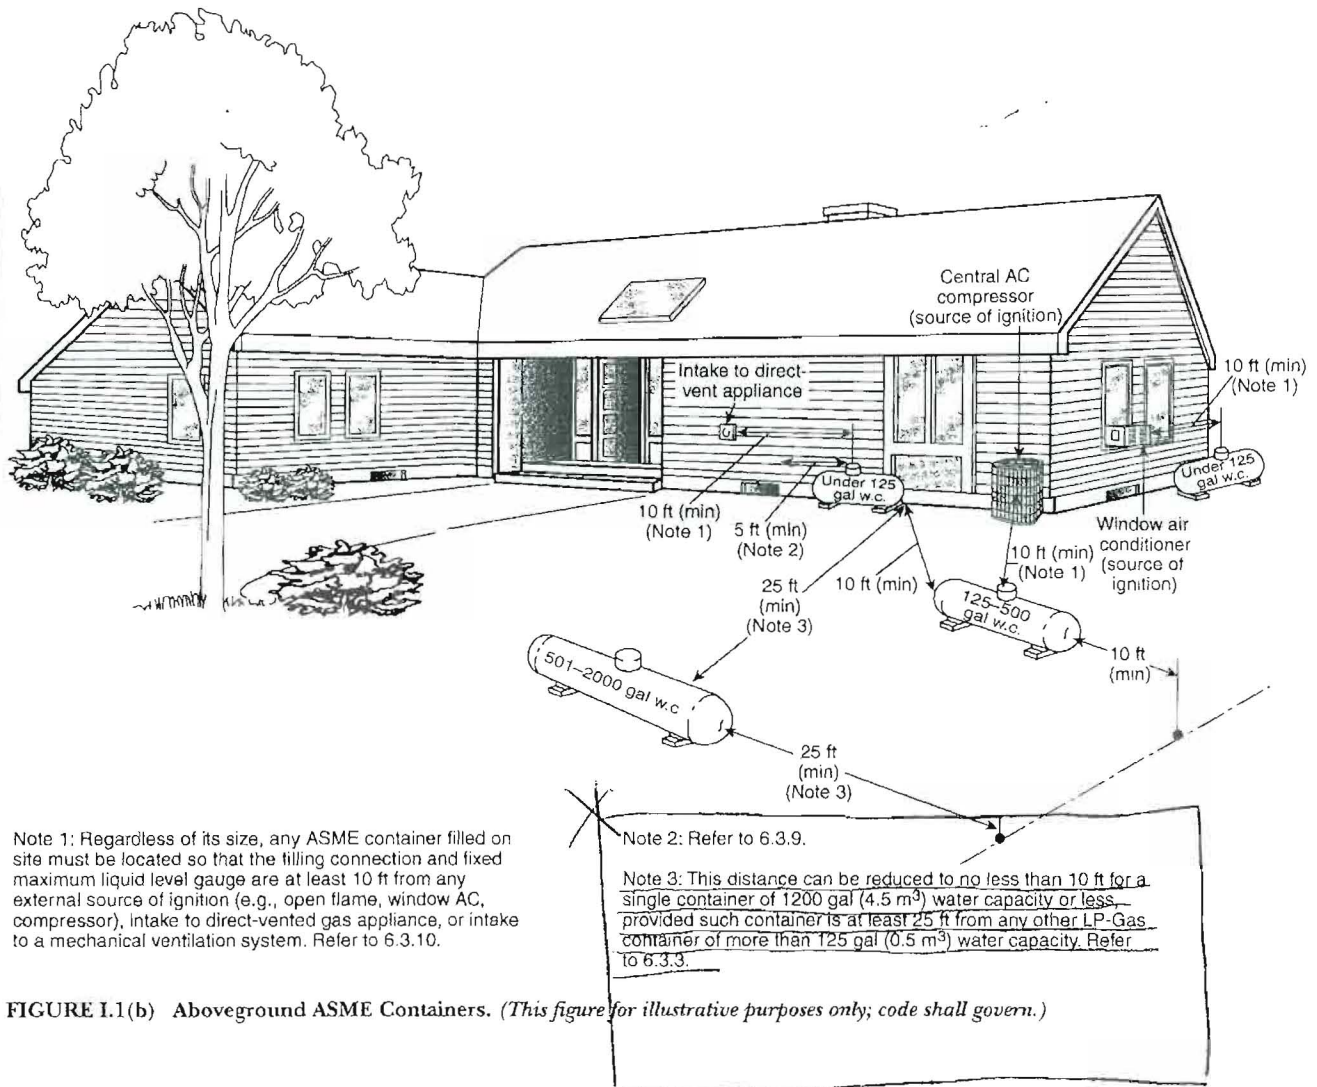 Central AC
compressor
(source of ignition)
Intake to direct-
vent appliance
10 ft (min)
(Note 1)
Under 125
gal w.c.
Under 125
gal w.c.
10 ft (min)
(Note 1)
5 ft (min)
(Note 2)
10 ft (min)
(Note 1)
Window air
conditioner
(source of
ignition)
25 ft
(min)
(Note 3)
10 ft (min)
125–500
gal w.c.
10 ft
(min)
501–2000 gal w.c
25 ft
(min)
(Note 3)
Note 1: Regardless of its size, any ASME container filled on
site must be located so that the filling connection and fixed
maximum liquid level gauge are at least 10 ft from any
external source of ignition (e.g., open flame, window AC,
compressor), intake to direct-vented gas appliance, or intake
to a mechanical ventilation system. Refer to 6.3.10.
Note 2: Refer to 6.3.9.
Note 3: This distance can be reduced to no less than 10 ft for a
single container of 1200 gal (4.5 m³) water capacity or less,
provided such container is at least 25 ft from any other LP-Gas
container of more than 125 gal (0.5 m³) water capacity. Refer
to 6.3.3.
FIGURE I.1(b) Aboveground ASME Containers. (This figure for illustrative purposes only; code shall govern.)